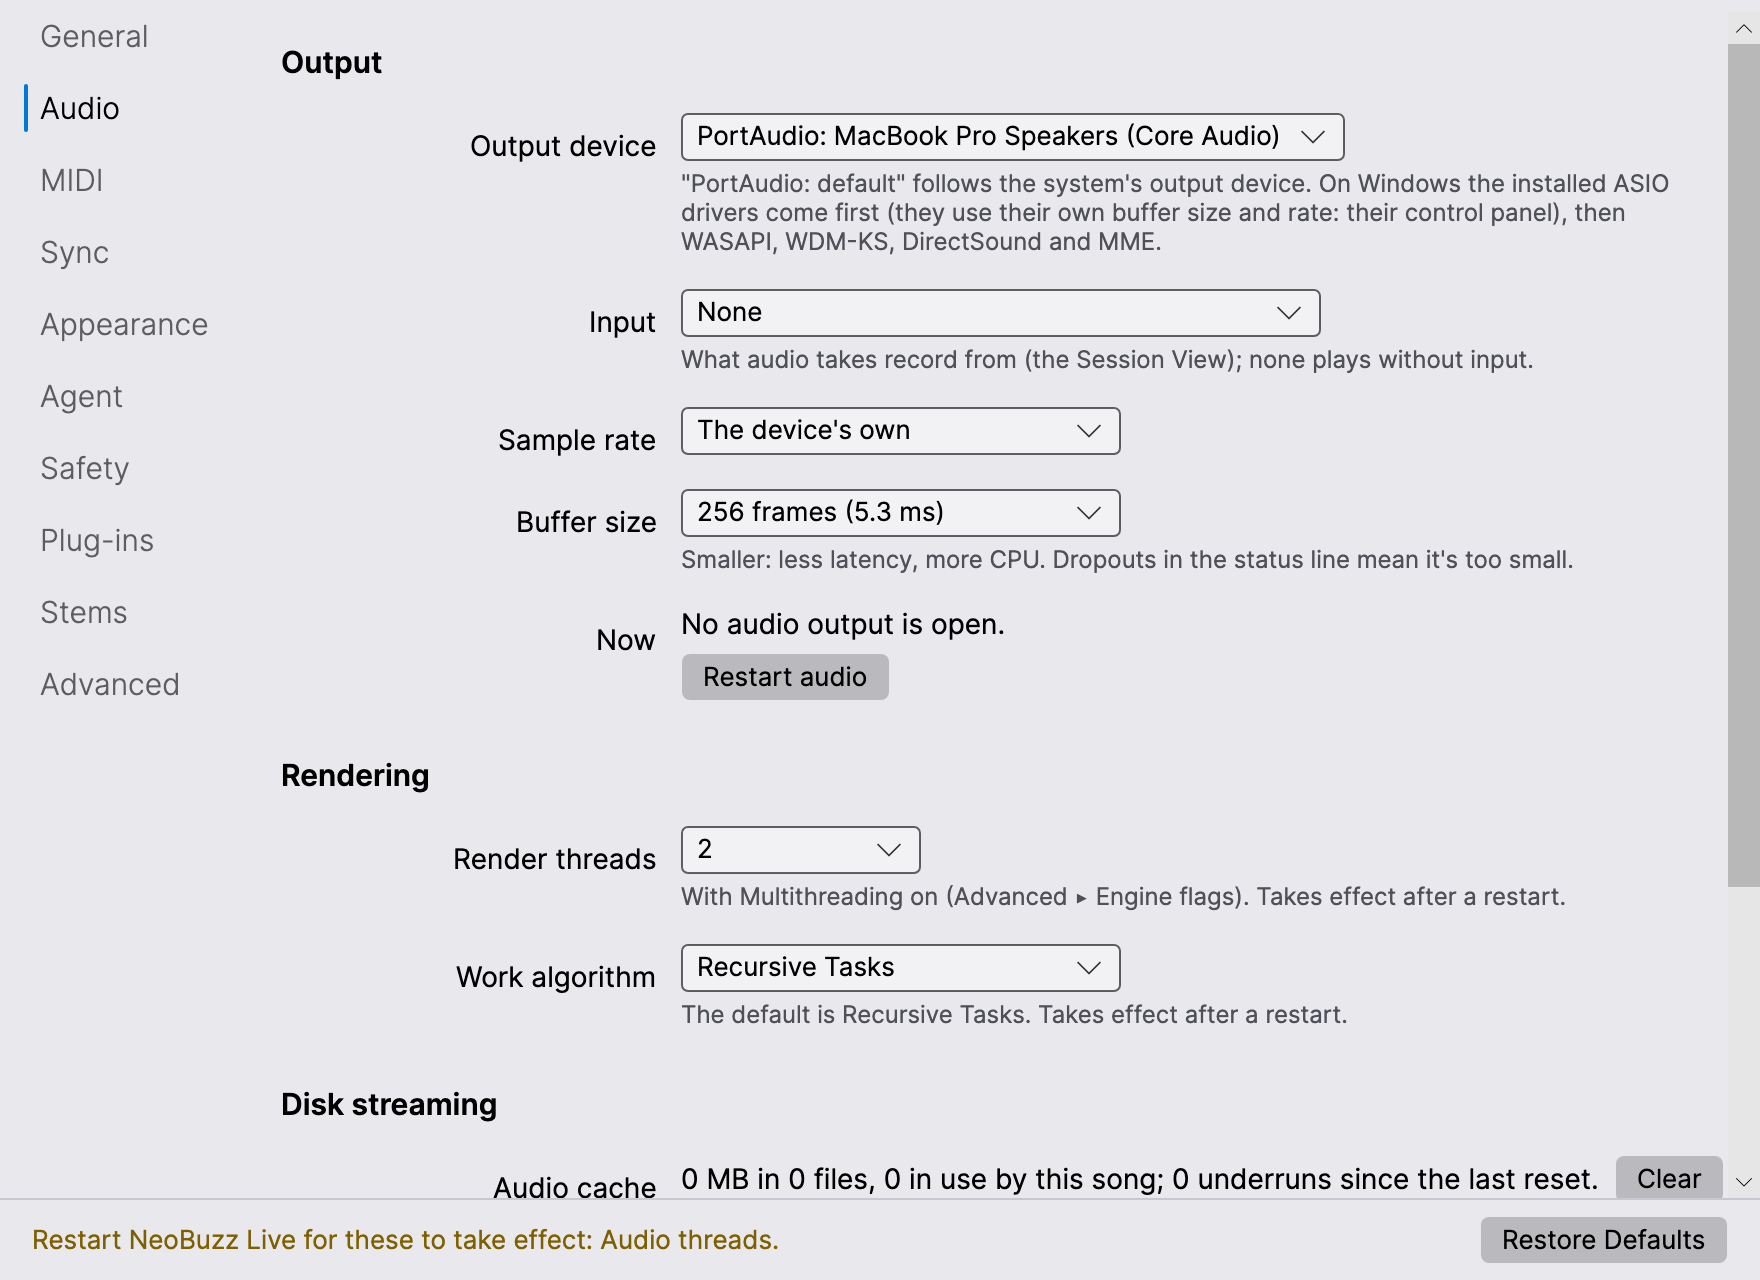 General
Audio
MIDI
Sync
Appearance
Agent
Safety
Plug-ins
Stems
Advanced
Output
Output device PortAudio: MacBook Pro Speakers (Core Audio)
"PortAudio: default" follows the system's output device. On Windows the installed ASIO
drivers come first (they use their own buffer size and rate: their control panel), then
WASAPI, WDM-KS, DirectSound and MME.
Input None
What audio takes record from (the Session View); none plays without input.
Sample rate The device's own
Buffer size 256 frames (5.3 ms)
Smaller: less latency, more CPU. Dropouts in the status line mean it's too small.
Now No audio output is open.
Restart audio
Rendering
Render threads 2
With Multithreading on (Advanced ▸ Engine flags). Takes effect after a restart.
Work algorithm Recursive Tasks
The default is Recursive Tasks. Takes effect after a restart.
Disk streaming
Audio cache 0 MB in 0 files, 0 in use by this song; 0 underruns since the last reset. Clear
Restart NeoBuzz Live for these to take effect: Audio threads. Restore Defaults